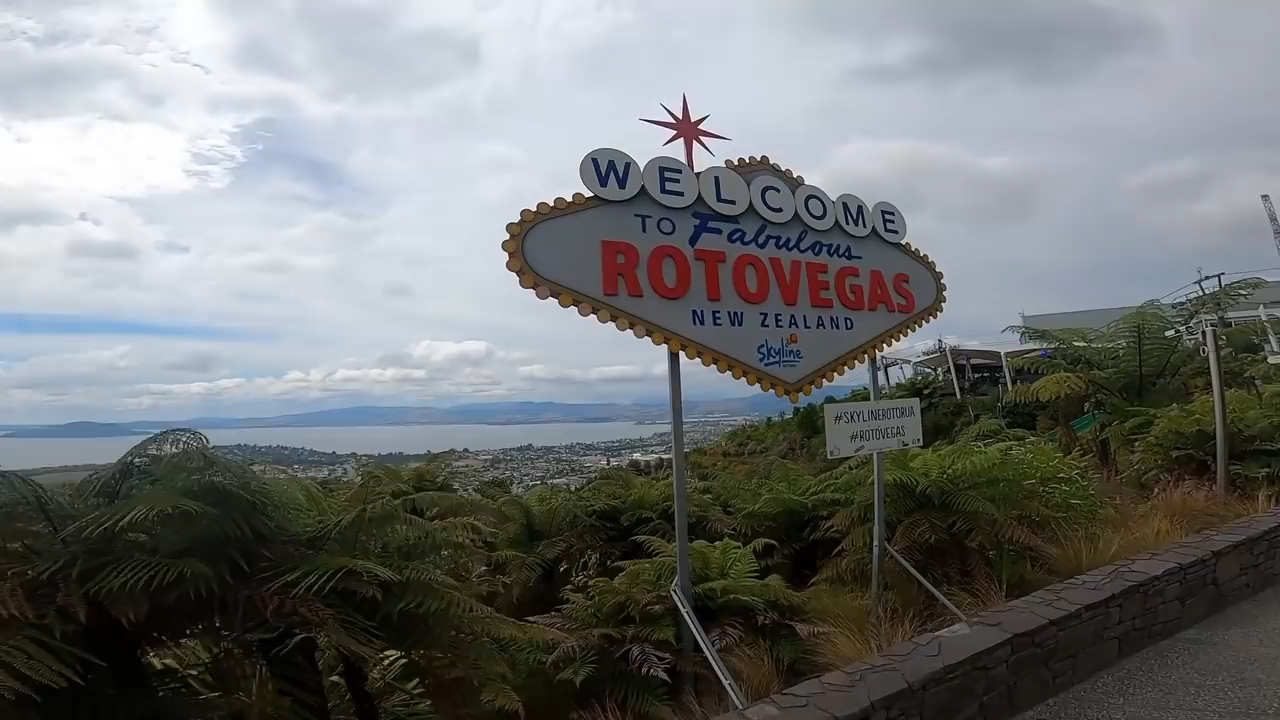 WELCOME
TO Fabulous
ROTOVEGAS
NEW ZEALAND
skyline
#SKYLINEROTORUA
#ROTOVEGAS